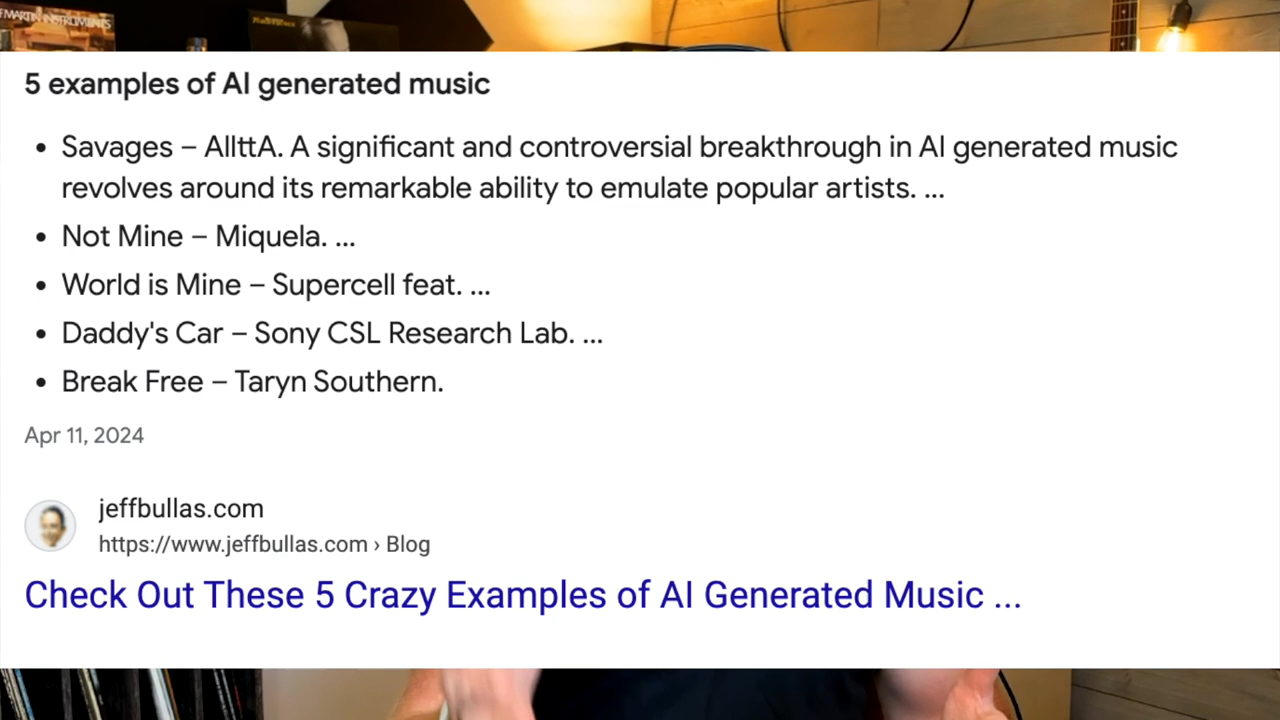 F MARTIN INSTRUMENTS
5 examples of AI generated music
• Savages – AllttA. A significant and controversial breakthrough in AI generated music
revolves around its remarkable ability to emulate popular artists. ...
• Not Mine – Miquela. ...
• World is Mine – Supercell feat. ...
• Daddy's Car – Sony CSL Research Lab. ...
• Break Free – Taryn Southern.
Apr 11, 2024
jeffbullas.com
https://www.jeffbullas.com › Blog
Check Out These 5 Crazy Examples of AI Generated Music ...